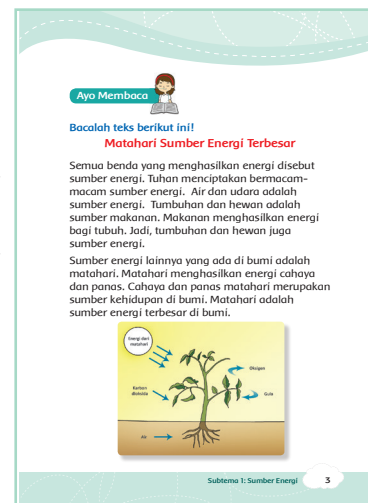 Ayo Membaca
Bacalah teks berikut ini!
Matahari Sumber Energi Terbesar
Semua benda yang menghasilkan energi disebut
sumber energi. Tuhan menciptakan bermacam-
macam sumber energi. Air dan udara adalah
sumber energi. Tumbuhan dan hewan adalah
sumber makanan. Makanan menghasilkan energi
bagi tubuh. Jadi, tumbuhan dan hewan juga
sumber energi.
Sumber energi lainnya yang ada di bumi adalah
matahari. Matahari menghasilkan energi cahaya
dan panas. Cahaya dan panas matahari merupakan
sumber kehidupan di bumi. Matahari adalah
sumber energi terbesar di bumi.
Energi dari
matahari
Oksigen
Karbon
dioksida
Gula
Air
Subtema 1: Sumber Energi
3